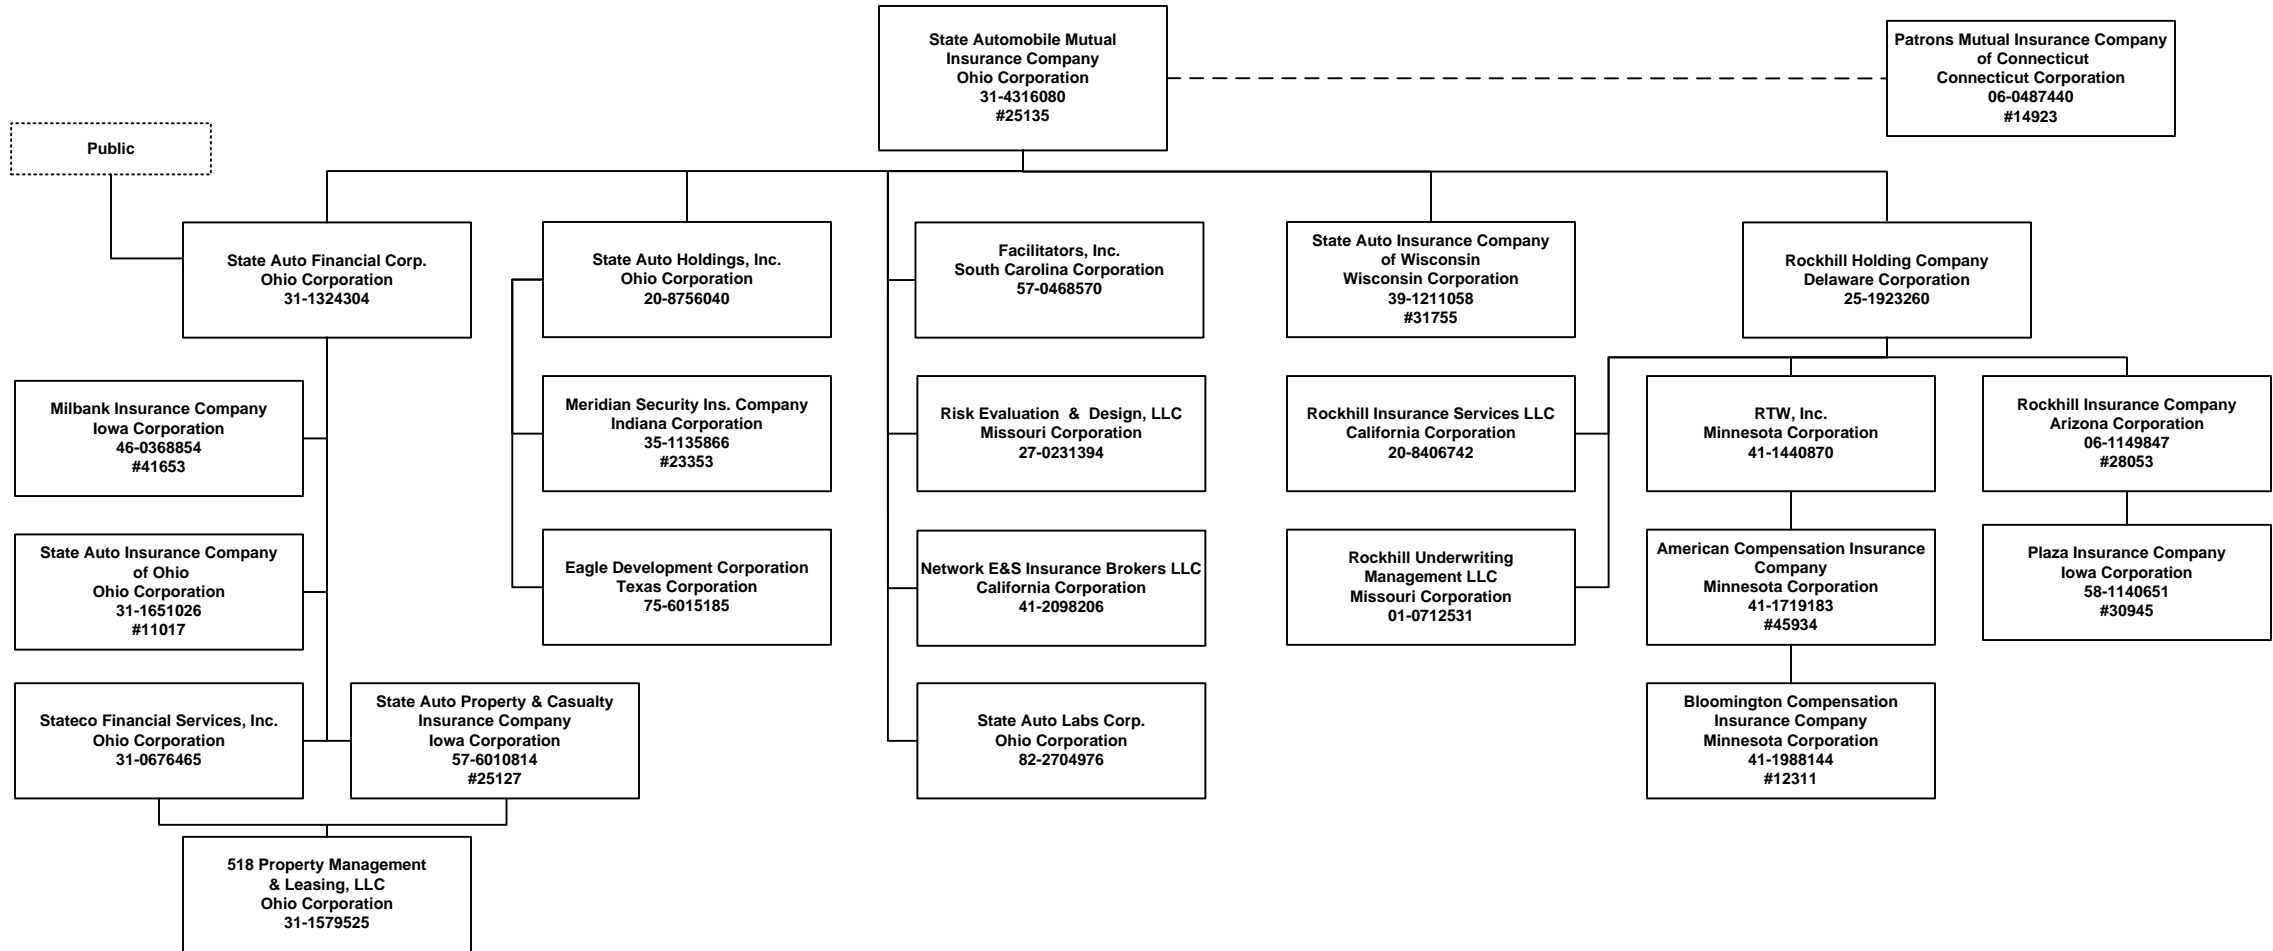 State Automobile Mutual
Insurance Company
Ohio Corporation
31-4316080
#25135
Patrons Mutual Insurance Company
of Connecticut
Connecticut Corporation
06-0487440
#14923
Public
State Auto Financial Corp.
Ohio Corporation
31-1324304
State Auto Holdings, Inc.
Ohio Corporation
20-8756040
Facilitators, Inc.
South Carolina Corporation
57-0468570
State Auto Insurance Company
of Wisconsin
Wisconsin Corporation
39-1211058
#31755
Rockhill Holding Company
Delaware Corporation
25-1923260
Milbank Insurance Company
Iowa Corporation
46-0368854
#41653
Meridian Security Ins. Company
Indiana Corporation
35-1135866
#23353
Risk Evaluation & Design, LLC
Missouri Corporation
27-0231394
Rockhill Insurance Services LLC
California Corporation
20-8406742
RTW, Inc.
Minnesota Corporation
41-1440870
Rockhill Insurance Company
Arizona Corporation
06-1149847
#28053
State Auto Insurance Company
of Ohio
Ohio Corporation
31-1651026
#11017
Eagle Development Corporation
Texas Corporation
75-6015185
Network E&S Insurance Brokers LLC
California Corporation
41-2098206
Rockhill Underwriting
Management LLC
Missouri Corporation
01-0712531
American Compensation Insurance
Company
Minnesota Corporation
41-1719183
#45934
Plaza Insurance Company
Iowa Corporation
58-1140651
#30945
Stateco Financial Services, Inc.
Ohio Corporation
31-0676465
State Auto Property & Casualty
Insurance Company
Iowa Corporation
57-6010814
#25127
State Auto Labs Corp.
Ohio Corporation
82-2704976
Bloomington Compensation
Insurance Company
Minnesota Corporation
41-1988144
#12311
518 Property Management
& Leasing, LLC
Ohio Corporation
31-1579525